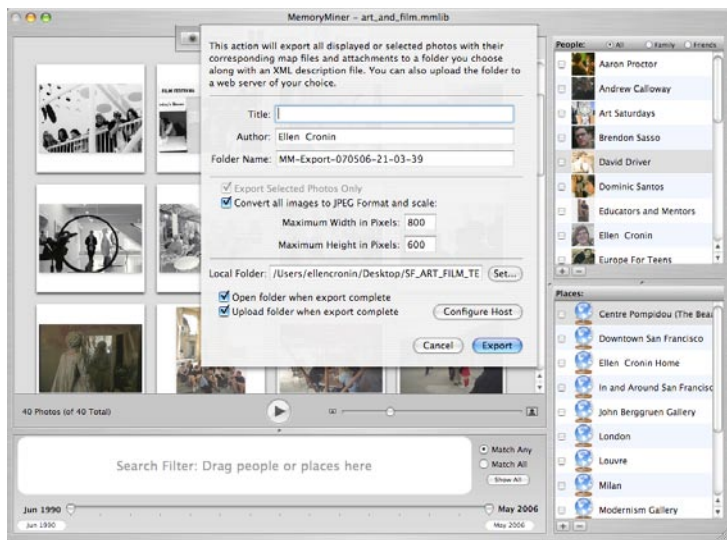 MemoryMiner - art_and_film.mmlib
This action will export all displayed or selected photos with their
corresponding map files and attachments to a folder you choose
along with an XML description file. You can also upload the folder to
a web server of your choice.
Title:
Author: Ellen Cronin
Folder Name: MM-Export-070506-21-03-39
Export Selected Photos Only
Convert all images to JPEG Format and scale:
Maximum Width in Pixels: 800
Maximum Height in Pixels: 600
Local Folder: /Users/ellencronin/Desktop/SF_ART_FILM_TE Set...
Open folder when export complete
Upload folder when export complete Configure Host
Cancel Export
FILM FESTIVAL
40 Photos (of 40 Total)
Search Filter: Drag people or places here
Match Any
Match All
Show All
Jun 1990 May 2006
Jun 1990 May 2006
People: All Family Friends
Aaron Proctor
Andrew Calloway
Art Saturdays
Brendon Sasso
David Driver
Dominic Santos
Educators and Mentors
Ellen Cronin
Europe For Teens
Places:
Centre Pompidou (The Beau
Downtown San Francisco
Ellen Cronin Home
In and Around San Francisc
John Berggruen Gallery
London
Louvre
Milan
Modernism Gallery